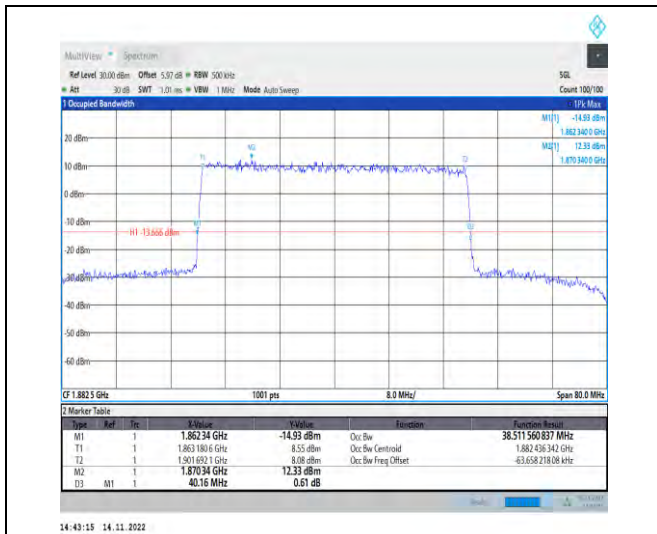 MultiView Spectrum
Ref Level 30.00 dBm Offset 5.97 dB RBW 500 kHz SGL
Att 30 dB SWT 1.01 ms VBW 1 MHz Mode Auto Sweep Count 100/100
1 Occupied Bandwidth 1Pk Max
M1[1] -14.93 dBm
1.862 340 0 GHz
M2[1] 12.33 dBm
1.870 340 0 GHz
20 dBm
M2
T1 T2
10 dBm
0 dBm
-10 dBm
M1 D3
H1 -13.666 dBm
-20 dBm
-30 dBm
-40 dBm
-50 dBm
-60 dBm
CF 1.882 5 GHz 1001 pts 8.0 MHz/ Span 80.0 MHz
2 Marker Table
Type Ref Trc X-Value Y-Value Function Function Result
M1 1 1.862 34 GHz -14.93 dBm Occ Bw 38.511 560 837 MHz
T1 1 1.863 180 6 GHz 8.55 dBm Occ Bw Centroid 1.882 436 342 GHz
T2 1 1.901 692 1 GHz 8.08 dBm Occ Bw Freq Offset -63.658 218 08 kHz
M2 1 1.870 34 GHz 12.33 dBm
D3 M1 1 40.16 MHz 0.61 dB
14:43:15 14.11.2022